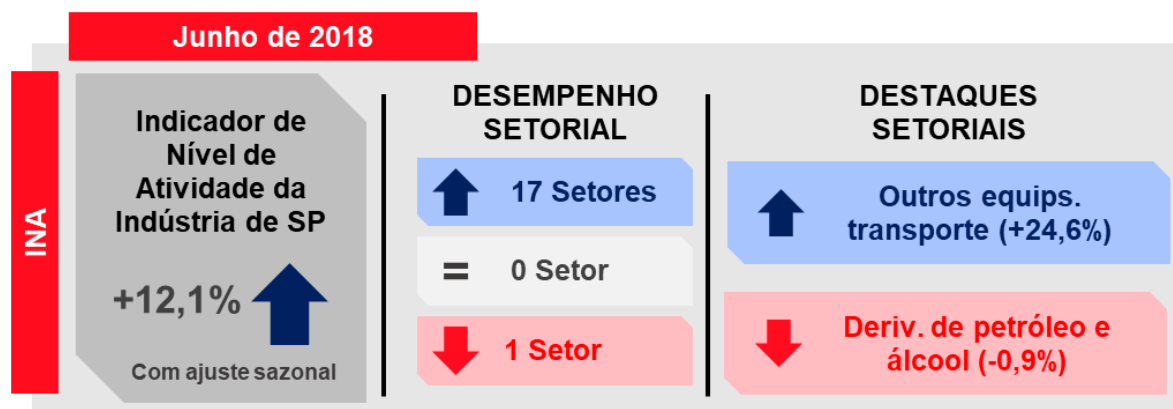 Junho de 2018
INA
Indicador de
Nível de
Atividade da
Indústria de SP
+12,1%
Com ajuste sazonal
DESEMPENHO
SETORIAL
17 Setores
= 0 Setor
1 Setor
DESTAQUES
SETORIAIS
Outros equips.
transporte (+24,6%)
Deriv. de petróleo e
álcool (-0,9%)